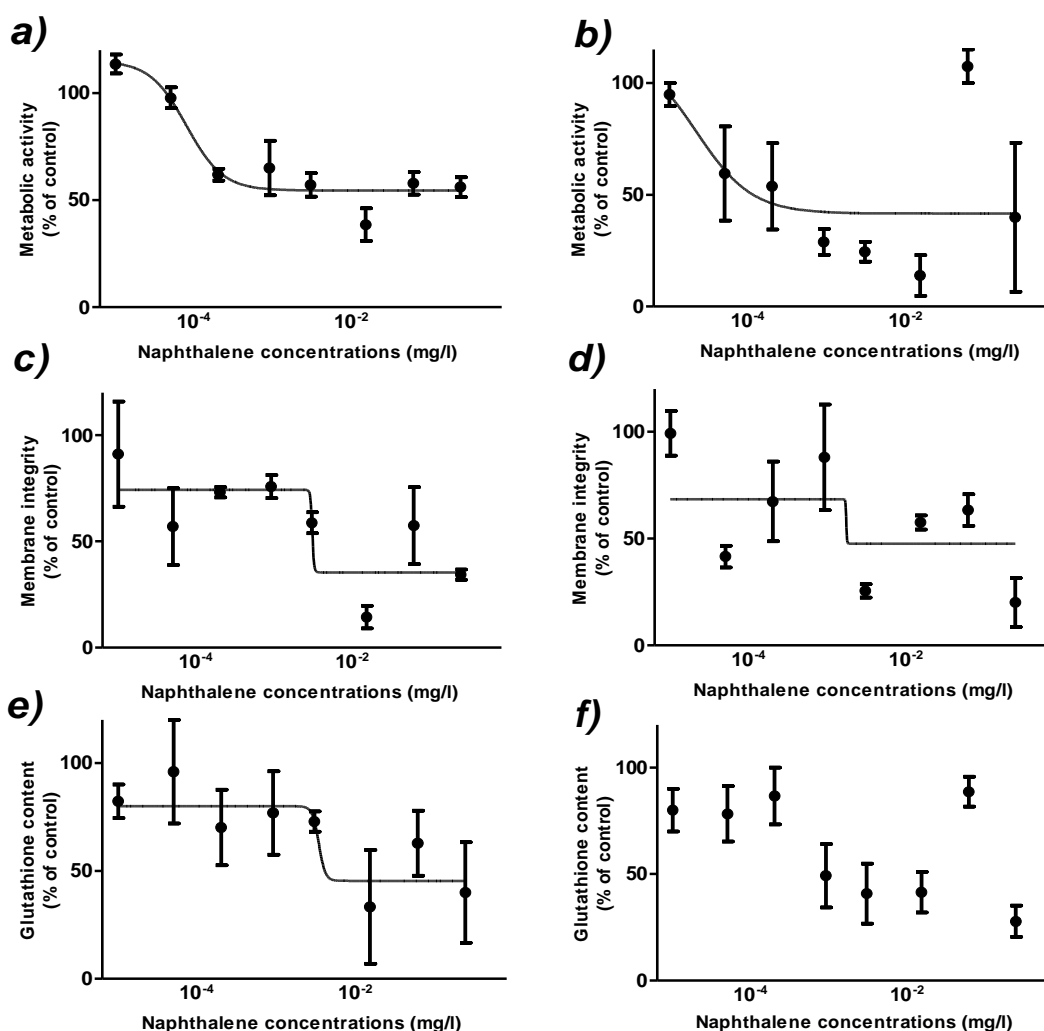 a)
Metabolic activity
(% of control)
100
50
0
10-4
10-2
Naphthalene concentrations (mg/l)
b)
Metabolic activity
(% of control)
100
50
0
10-4
10-2
Naphthalene concentrations (mg/l)
c)
Membrane integrity
(% of control)
100
50
0
10-4
10-2
Naphthalene concentrations (mg/l)
d)
Membrane integrity
(% of control)
100
50
0
10-4
10-2
Naphthalene concentrations (mg/l)
e)
Glutathione content
(% of control)
100
50
0
10-4
10-2
Naphthalene concentrations (mg/l)
f)
Glutathione content
(% of control)
100
50
0
10-4
10-2
Naphthalene concentrations (mg/l)